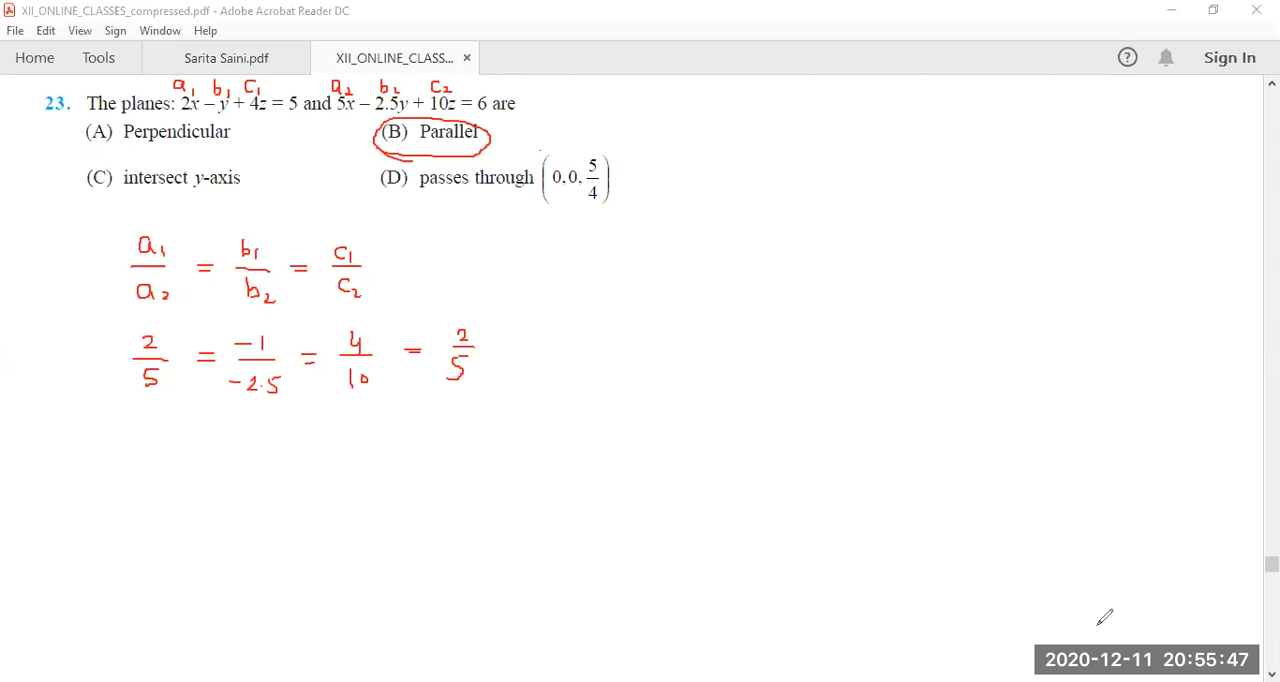 XII_ONLINE_CLASSES_compressed.pdf - Adobe Acrobat Reader DC
File Edit View Sign Window Help
Home Tools Sarita Saini.pdf XII_ONLINE_CLASS... × ? Sign In
a₁ b₁ c₁ a₂ b₂ c₂
23. The planes: 2x – y + 4z = 5 and 5x – 2.5y + 10z = 6 are
(A) Perpendicular (B) Parallel
(C) intersect y-axis (D) passes through (0,0,5/4)
a₁/a₂ = b₁/b₂ = c₁/c₂
2/5 = -1/-2.5 = 4/10 = 2/5
2020-12-11 20:55:47